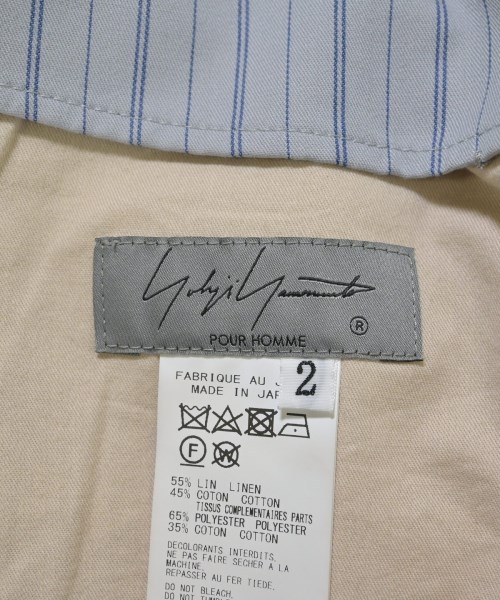 Yohji Yamamoto
®
POUR HOMME
2
FABRIQUE AU
MADE IN
55% LIN LINEN
45% COTON COTTON
TISSUS COMPLEMENTAIRES PARTS
65% POLYESTER POLYESTER
35% COTON COTTON
DECOLORANTS INTERDITS.
NE PAS FAIRE SECHER A LA
MACHINE.
REPASSER AU FER TIEDE.
DO NOT BLEACH.
DO NOT